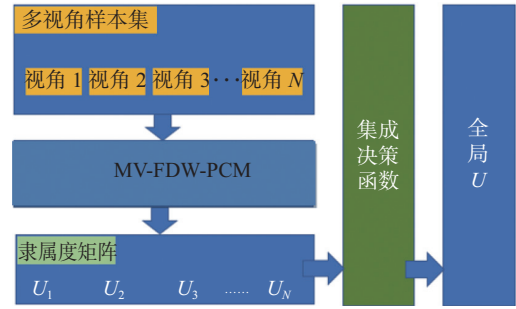 多视角样本集
视角 1 视角 2 视角 3 ··· 视角 N
MV-FDW-PCM
隶属度矩阵
U1 U2 U3 ...... UN
集成
决策
函数
全
局
U